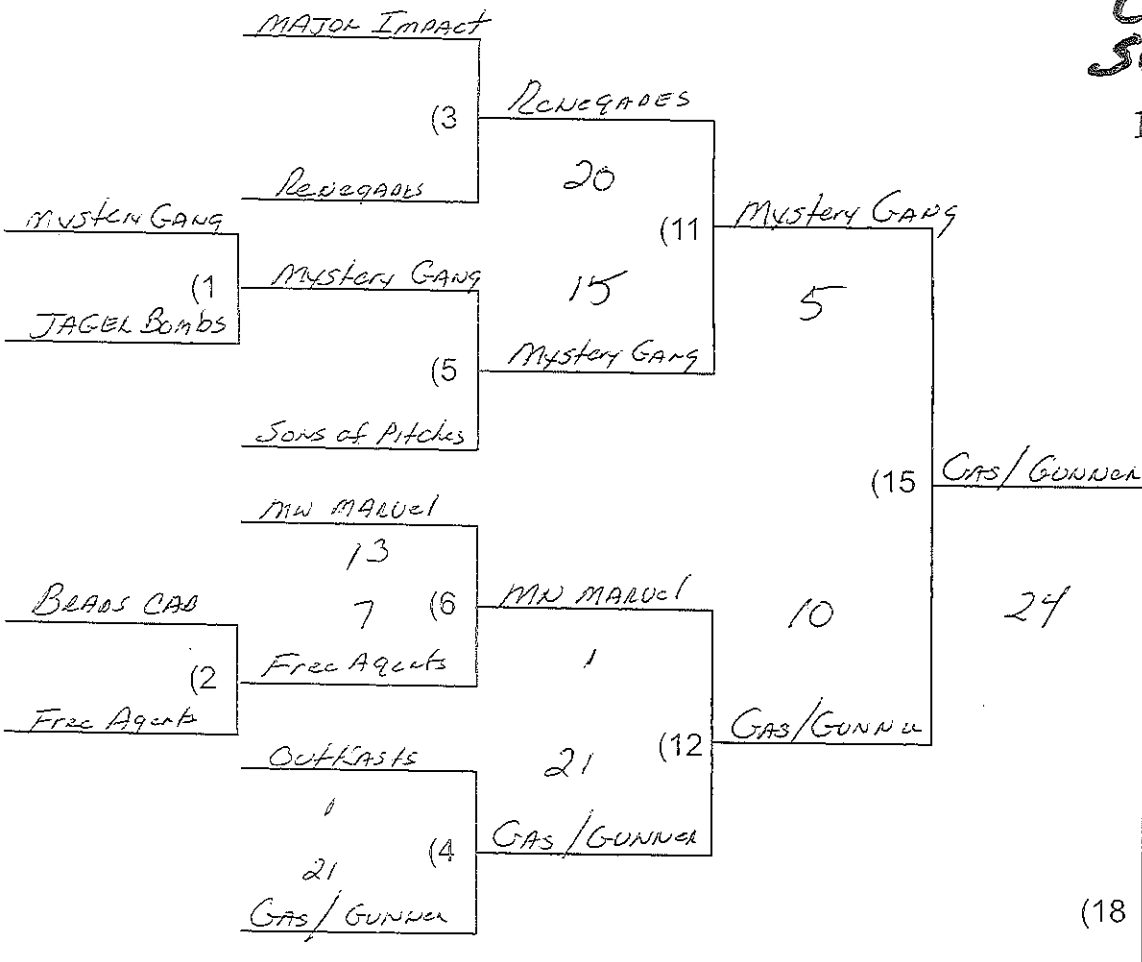 MAJOR IMPACT
(3
RENEGADES
RENEGADES
20
MYSTERY GANG
(11
MYSTERY GANG
(1
MYSTERY GANG
15
5
JAGER BOMBS
(5
MYSTERY GANG
SONS of PitcHes
(15
GAS/GUNNER
MW MARVEl
13
BRADS CAB
7
(6
MN MARVEl
10
24
(2
Free Agents
1
Free Agents
GAS/GUNNER
OutKAsts
21
(12
1
(4
GAS/GUNNER
21
GAS/GUNNER
(18